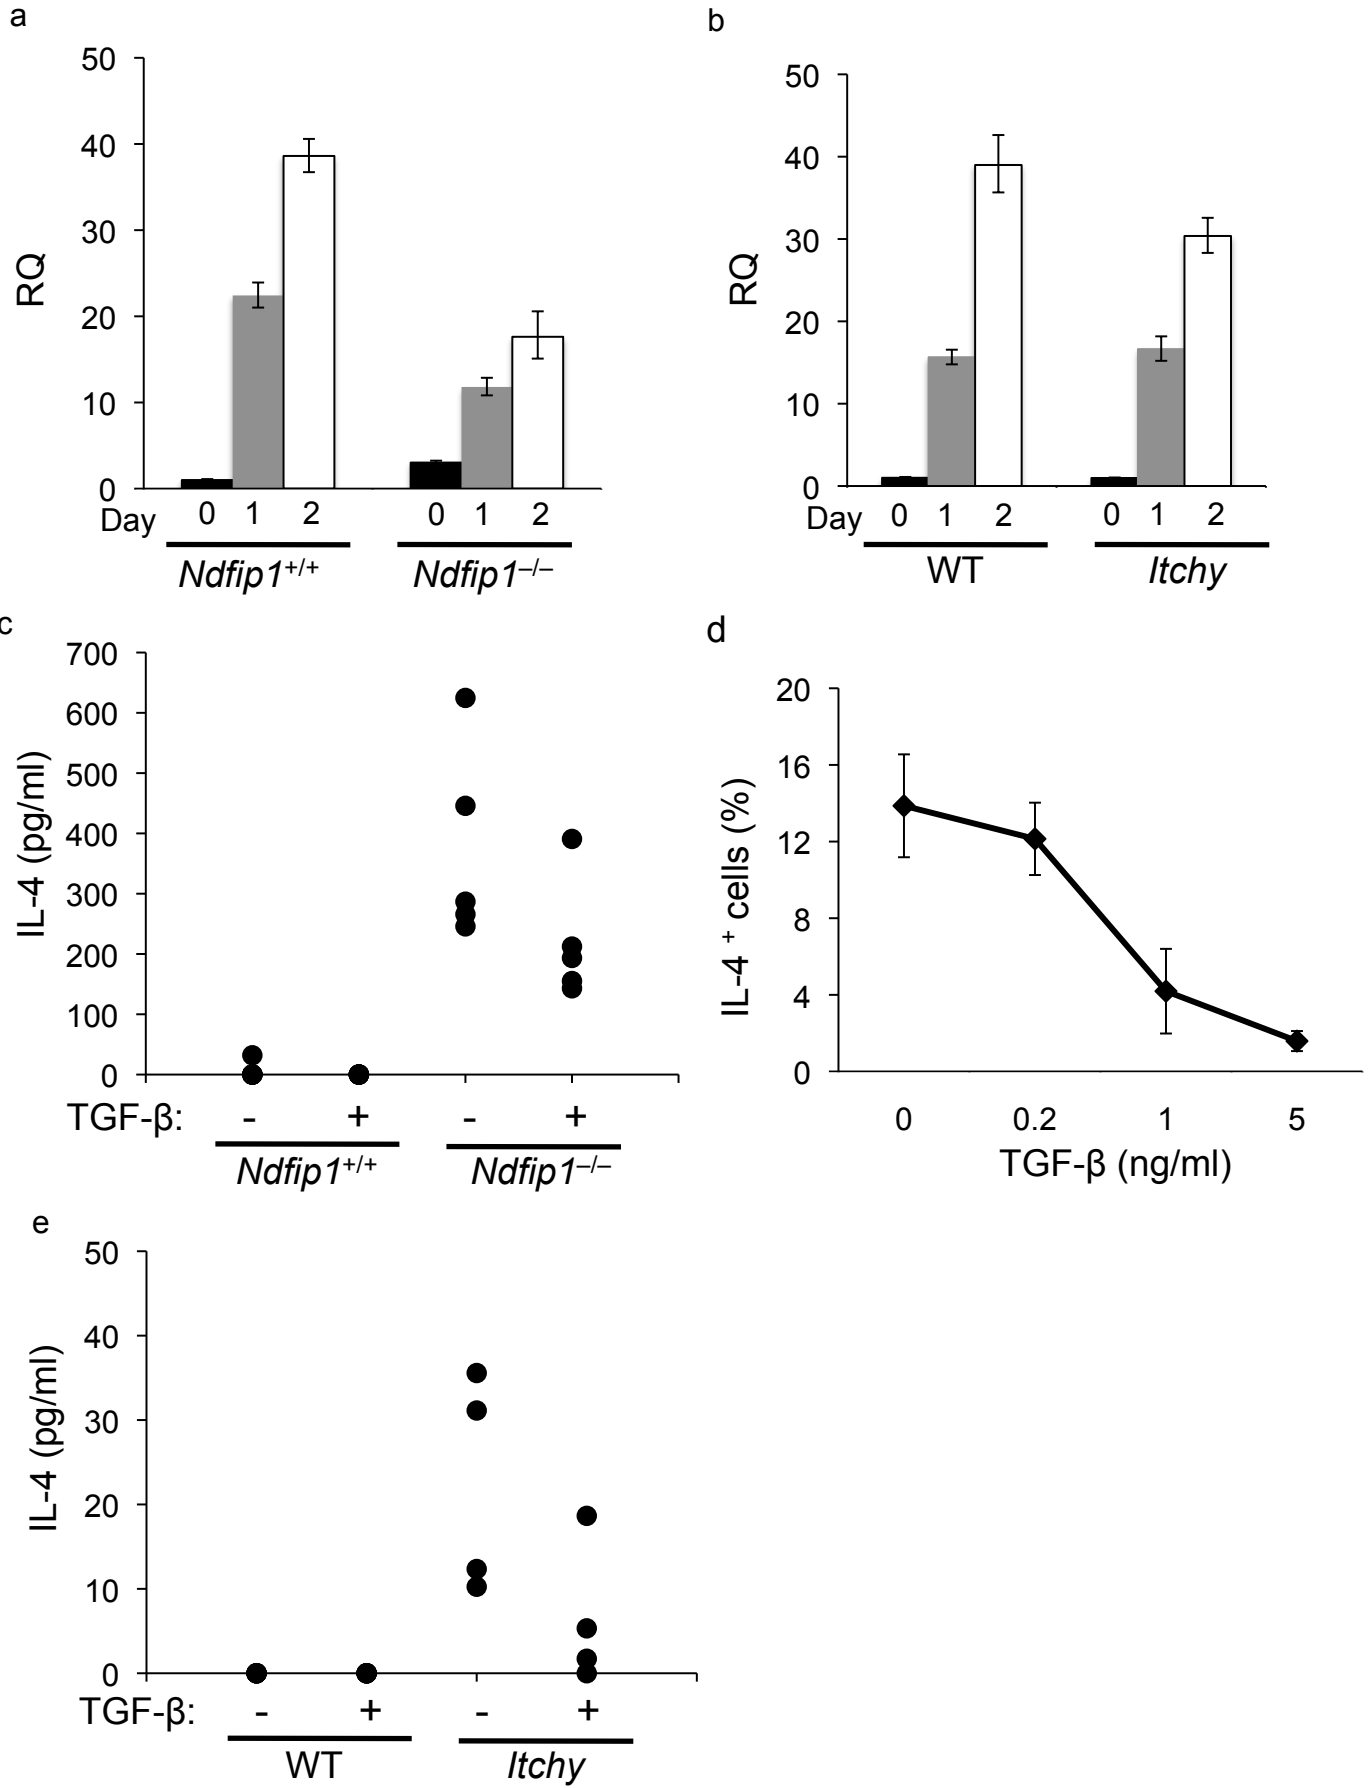 a
50
40
30
20
10
0
RQ
Day 0 1 2 0 1 2
Ndfip1+/+ Ndfip1–/–
b
50
40
30
20
10
0
RQ
Day 0 1 2 0 1 2
WT Itchy
c
700
600
500
400
300
200
100
0
IL-4 (pg/ml)
TGF-β: - + - +
Ndfip1+/+ Ndfip1–/–
d
20
16
12
8
4
0
IL-4 + cells (%)
0 0.2 1 5
TGF-β (ng/ml)
e
50
40
30
20
10
0
IL-4 (pg/ml)
TGF-β: - + - +
WT Itchy